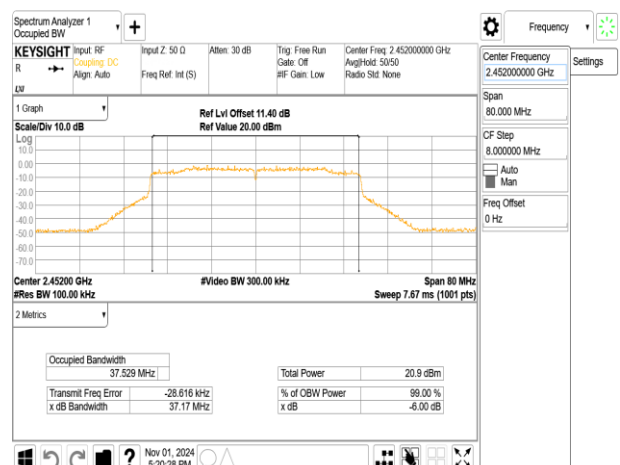 Spectrum Analyzer 1
Occupied BW
Frequency
KEYSIGHT
R
Input: RF
Coupling: DC
Align: Auto
Input Z: 50 Ω
Freq Ref: Int (S)
Atten: 30 dB
Trig: Free Run
Gate: Off
#IF Gain: Low
Center Freq: 2.452000000 GHz
Avg|Hold: 50/50
Radio Std: None
1 Graph
Scale/Div 10.0 dB
Ref Lvl Offset 11.40 dB
Ref Value 20.00 dBm
Log
10.0
0.00
-10.0
-20.0
-30.0
-40.0
-50.0
-60.0
-70.0
Center 2.45200 GHz
#Res BW 100.00 kHz
#Video BW 300.00 kHz
Span 80 MHz
Sweep 7.67 ms (1001 pts)
2 Metrics
Occupied Bandwidth
37.529 MHz
Transmit Freq Error -28.616 kHz
x dB Bandwidth 37.17 MHz
Total Power 20.9 dBm
% of OBW Power 99.00 %
x dB -6.00 dB
Nov 01, 2024
5:20:28 PM
Center Frequency
2.452000000 GHz
Settings
Span
80.000 MHz
CF Step
8.000000 MHz
Auto
Man
Freq Offset
0 Hz